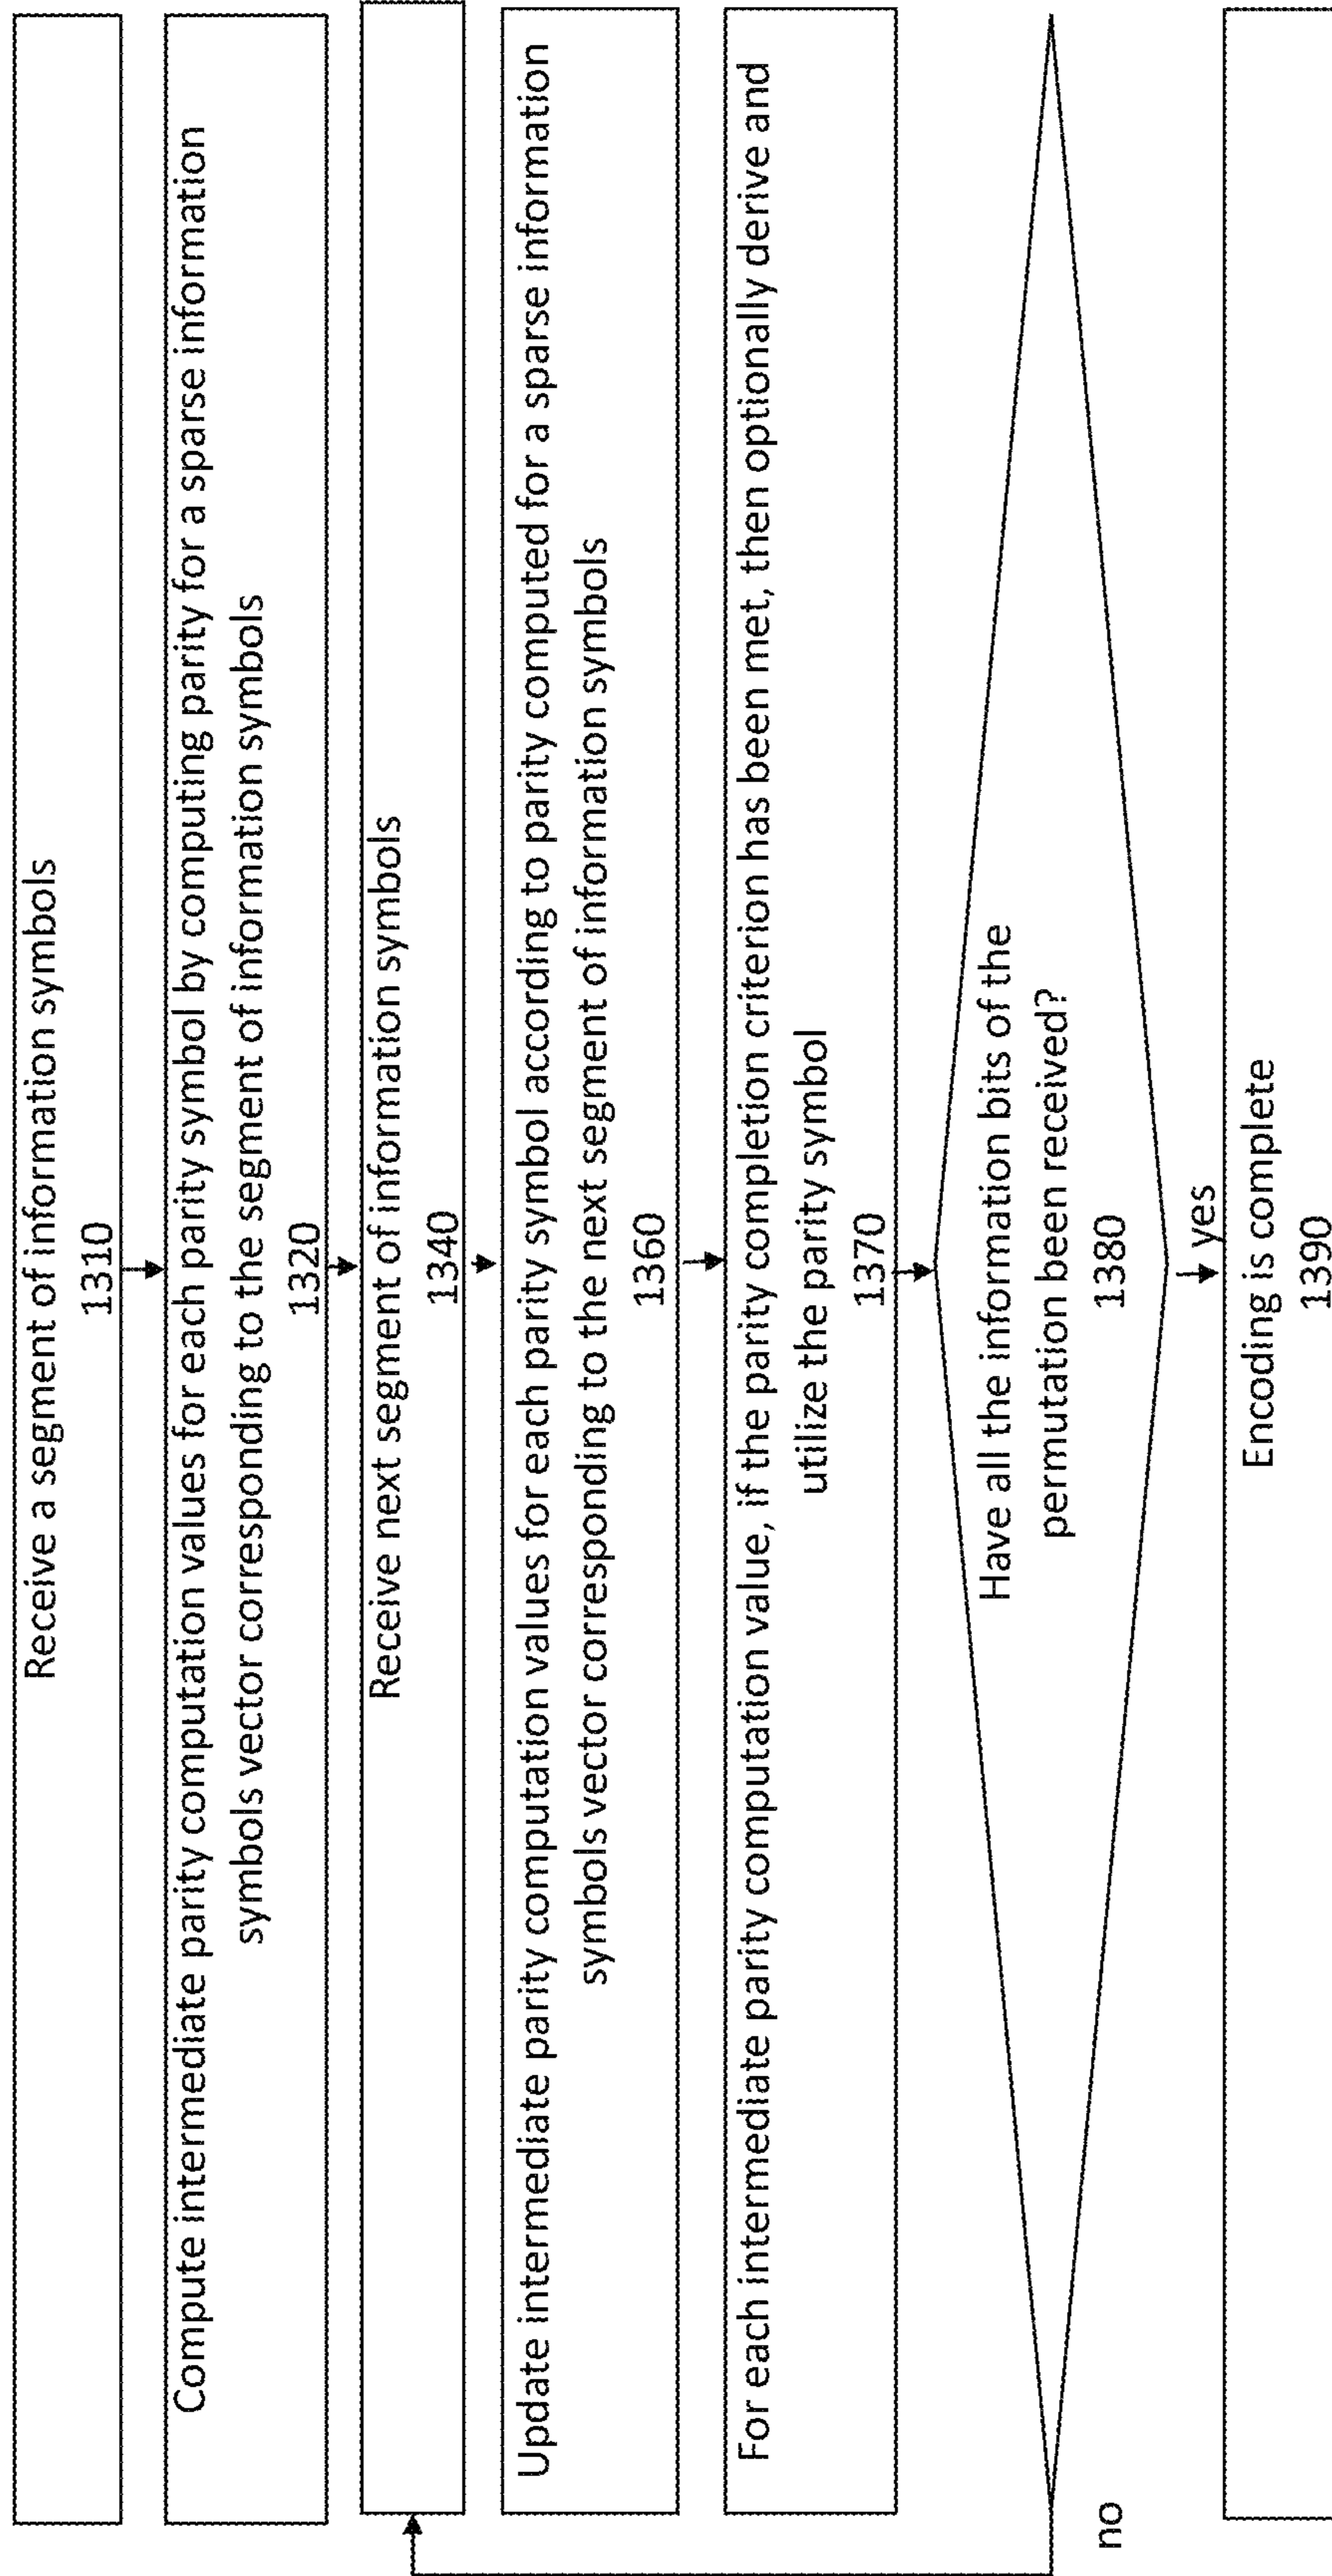 Receive a segment of information symbols
1310
Compute intermediate parity computation values for each parity symbol by computing parity for a sparse information
symbols vector corresponding to the segment of information symbols
1320
Receive next segment of information symbols
1340
Update intermediate parity computation values for each parity symbol according to parity computed for a sparse information
symbols vector corresponding to the next segment of information symbols
1360
For each intermediate parity computation value, if the parity completion criterion has been met, then optionally derive and
utilize the parity symbol
1370
Have all the information bits of the
permutation been received?
1380
no
yes
Encoding is complete
1390